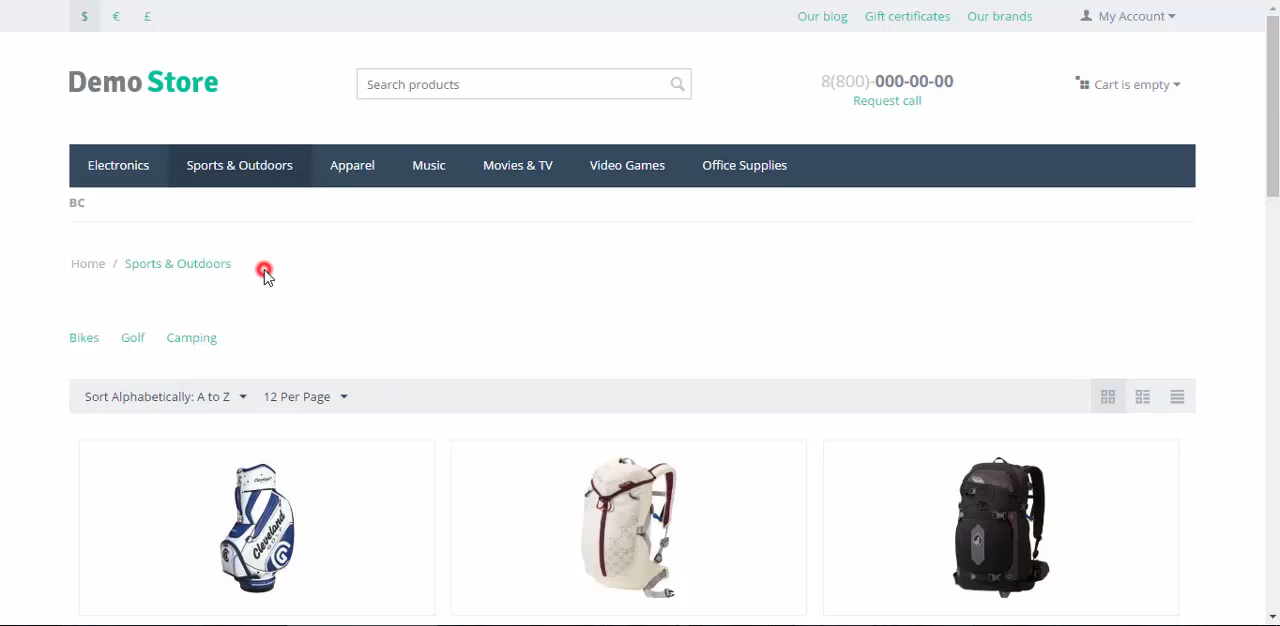 $ € £ Our blog Gift certificates Our brands My Account
Demo Store Search products 8(800)-000-00-00 Cart is empty
Request call
Electronics Sports & Outdoors Apparel Music Movies & TV Video Games Office Supplies
BC
Home / Sports & Outdoors
Bikes Golf Camping
Sort Alphabetically: A to Z 12 Per Page
Cleveland